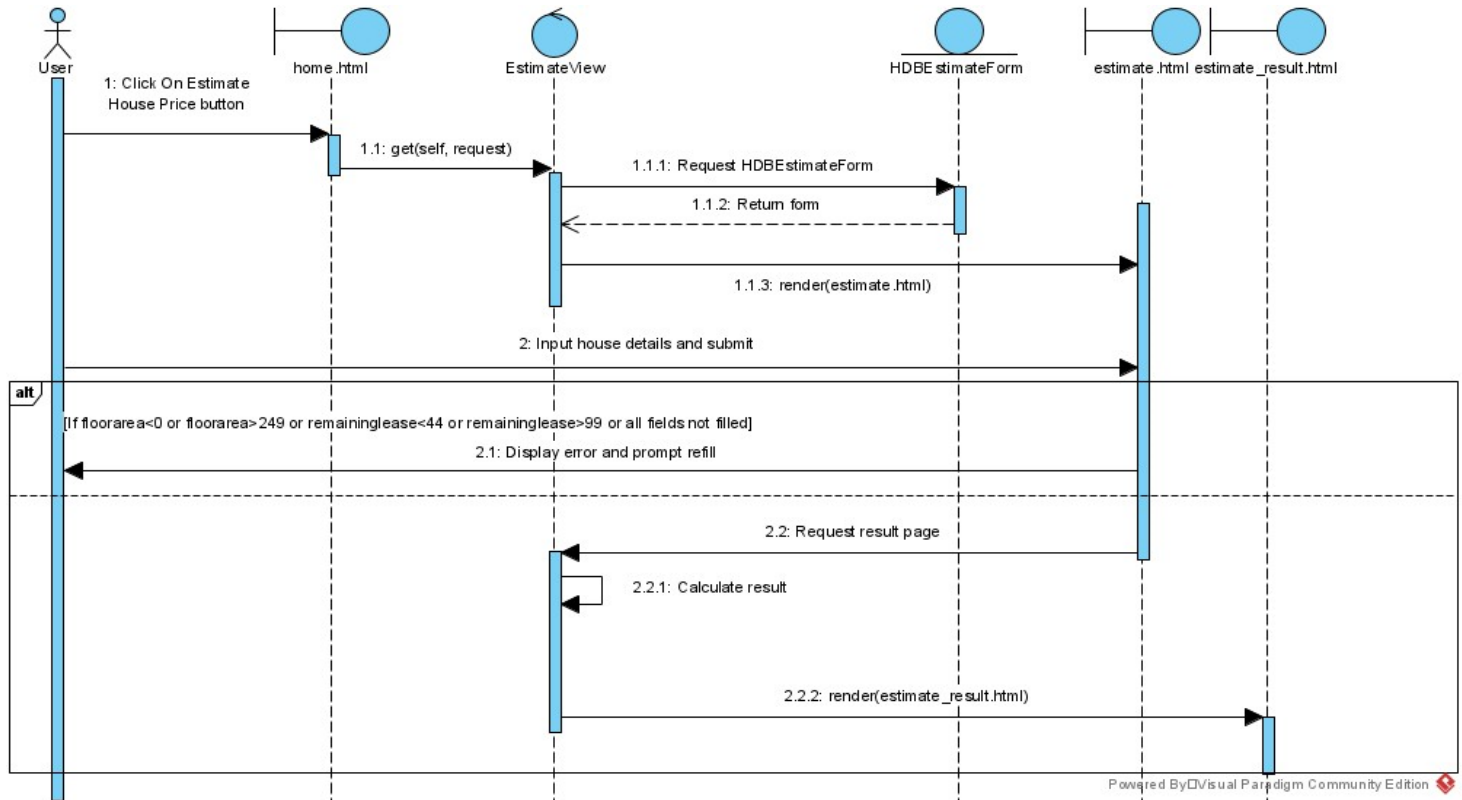 User
home.html
EstimateView
HDBEstimateForm
estimate.html
estimate_result.html
1: Click On Estimate
House Price button
1.1: get(self, request)
1.1.1: Request HDBEstimateForm
1.1.2: Return form
1.1.3: render(estimate.html)
2: Input house details and submit
alt
[If floorarea<0 or floorarea>249 or remaininglease<44 or remaininglease>99 or all fields not filled]
2.1: Display error and prompt refill
2.2: Request result page
2.2.1: Calculate result
2.2.2: render(estimate_result.html)
Powered By□Visual Paradigm Community Edition